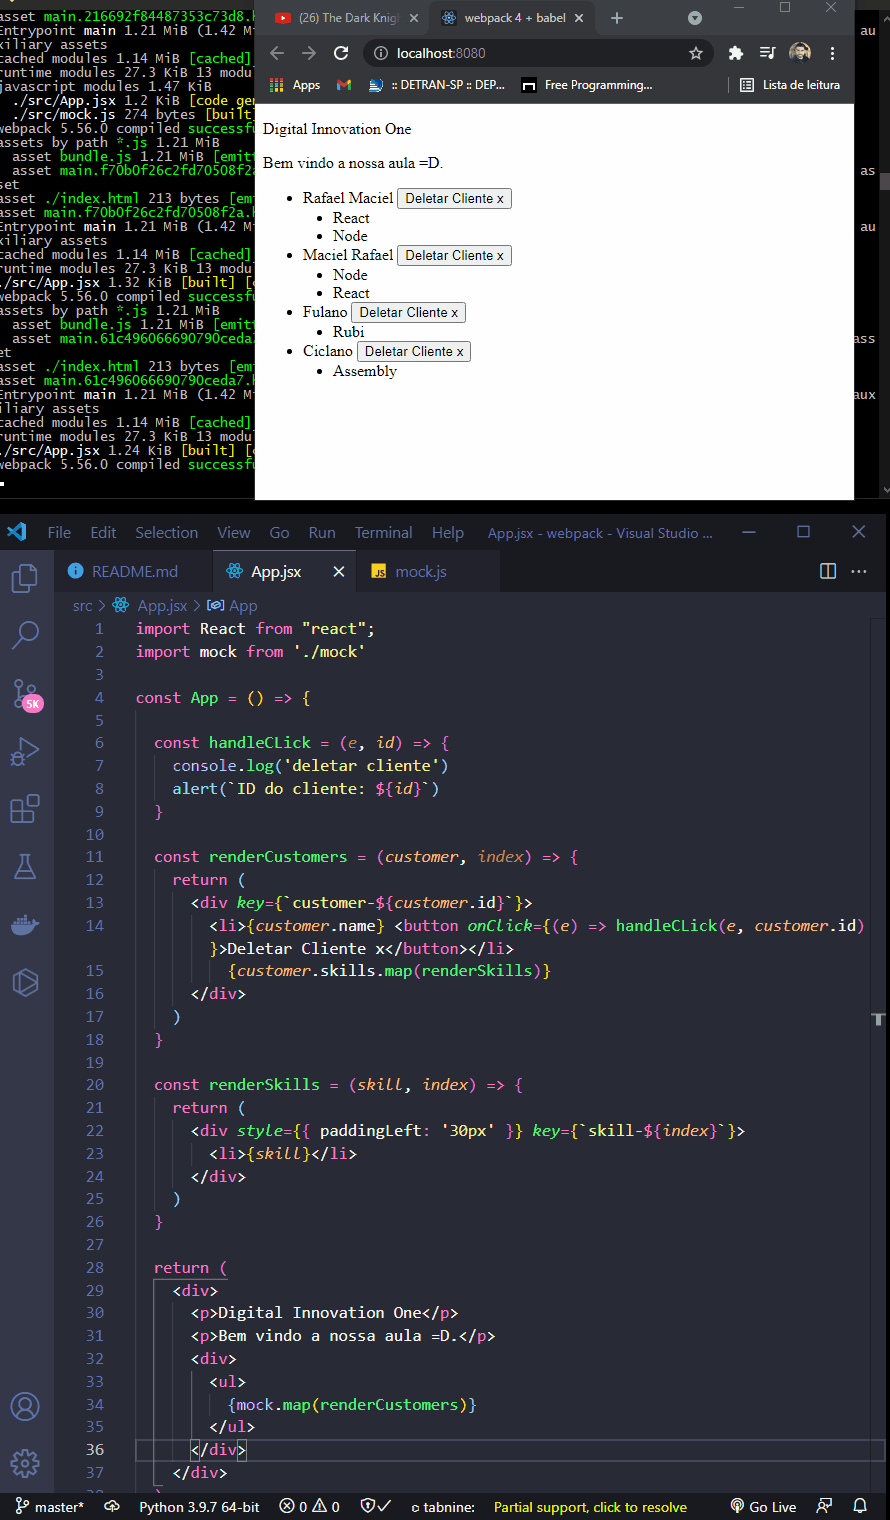 asset main.216692f84487353c73d8.
Entrypoint main 1.21 MiB (1.42 M au
xiliary assets
cached modules 1.14 MiB [cached]
runtime modules 27.3 KiB 13 modu
javascript modules 1.47 KiB
./src/App.jsx 1.2 KiB [code gen
./src/mock.js 274 bytes [built]
webpack 5.56.0 compiled successfu
assets by path *.js 1.21 MiB
asset bundle.js 1.21 MiB [emitt
asset main.f70b0f26c2fd70508f2a as
set
asset ./index.html 213 bytes [em
asset main.f70b0f26c2fd70508f2a.
Entrypoint main 1.21 MiB (1.42 M au
xiliary assets
cached modules 1.14 MiB [cached]
runtime modules 27.3 KiB 13 modu
./src/App.jsx 1.32 KiB [built] [
webpack 5.56.0 compiled successfu
assets by path *.js 1.21 MiB
asset bundle.js 1.21 MiB [emitt
asset main.61c496066690790ceda7 ass
et
asset ./index.html 213 bytes [em
asset main.61c496066690790ceda7.
Entrypoint main 1.21 MiB (1.42 M aux
iliary assets
cached modules 1.14 MiB [cached]
runtime modules 27.3 KiB 13 modu
./src/App.jsx 1.24 KiB [built] [
webpack 5.56.0 compiled successfu
(26) The Dark Knig webpack 4 + babel
localhost:8080
Apps :: DETRAN-SP :: DEP... Free Programming... Lista de leitura
Digital Innovation One
Bem vindo a nossa aula =D.
Rafael Maciel Deletar Cliente x
React
Node
Maciel Rafael Deletar Cliente x
Node
React
Fulano Deletar Cliente x
Rubi
Ciclano Deletar Cliente x
Assembly
File Edit Selection View Go Run Terminal Help App.jsx - webpack - Visual Studio ...
README.md App.jsx JS mock.js
src > App.jsx > App
5K
1 import React from "react";
2 import mock from './mock'
3
4 const App = () => {
5
6 const handleCLick = (e, id) => {
7 console.log('deletar cliente')
8 alert(`ID do cliente: ${id}`)
9 }
10
11 const renderCustomers = (customer, index) => {
12 return (
13 <div key={`customer-${customer.id}`}>
14 <li>{customer.name} <button onClick={(e) => handleCLick(e, customer.id)
}>Deletar Cliente x</button></li>
15 {customer.skills.map(renderSkills)}
16 </div>
17 )
18 }
19
20 const renderSkills = (skill, index) => {
21 return (
22 <div style={{ paddingLeft: '30px' }} key={`skill-${index}`}>
23 <li>{skill}</li>
24 </div>
25 )
26 }
27
28 return (
29 <div>
30 <p>Digital Innovation One</p>
31 <p>Bem vindo a nossa aula =D.</p>
32 <div>
33 <ul>
34 {mock.map(renderCustomers)}
35 </ul>
36 </div>
37 </div>
master* Python 3.9.7 64-bit 0 0 tabnine: Partial support, click to resolve Go Live